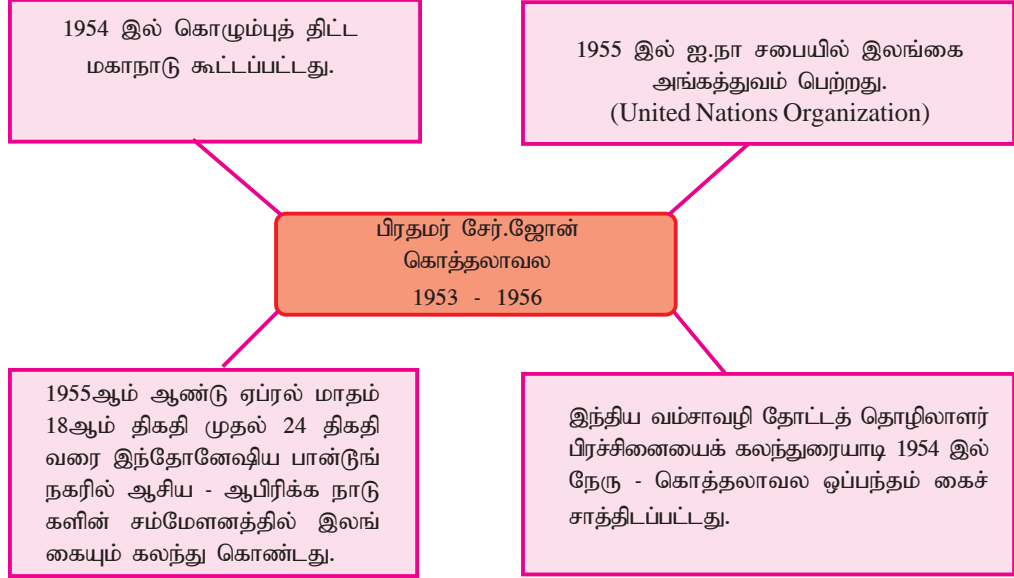 1954 இல் கொழும்புத் திட்ட
மகாநாடு கூட்டப்பட்டது.
1955 இல் ஐ.நா சபையில் இலங்கை
அங்கத்துவம் பெற்றது.
(United Nations Organization)
பிரதமர் சேர்.ஜோன்
கொத்தலாவல
1953 - 1956
1955ஆம் ஆண்டு ஏப்ரல் மாதம்
18ஆம் திகதி முதல் 24 திகதி
வரை இந்தோனேஷிய பான்டூங்
நகரில் ஆசிய - ஆபிரிக்க நாடு
களின் சம்மேளனத்தில் இலங்
கையும் கலந்து கொண்டது.
இந்திய வம்சாவழி தோட்டத் தொழிலாளர்
பிரச்சினையைக் கலந்துரையாடி 1954 இல்
நேரு - கொத்தலாவல ஒப்பந்தம் கைச்
சாத்திடப்பட்டது.